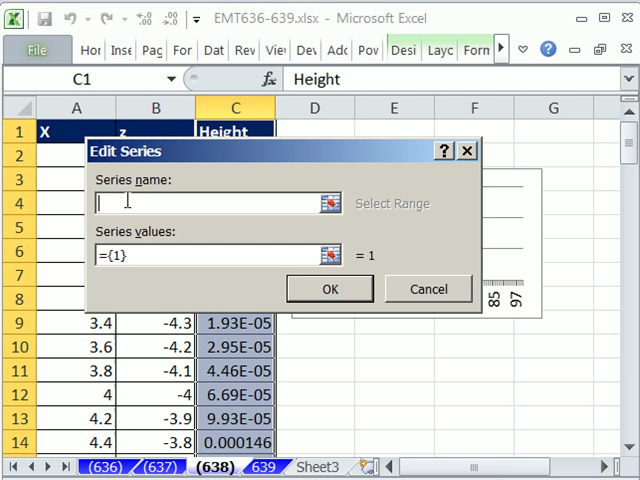 EMT636-639.xlsx - Microsoft Excel
File Hor Inse Pag For Dat Rev Viev Dev Adc Pov Desi Layc Form
C1 fx Height
A B C D E F G
1 X z Height
2
3
4
5
6
7
8
Edit Series
Series name:
Select Range
Series values:
={1} = 1
OK Cancel
85 97
9 3.4 -4.3 1.93E-05
10 3.6 -4.2 2.95E-05
11 3.8 -4.1 4.46E-05
12 4 -4 6.69E-05
13 4.2 -3.9 9.93E-05
14 4.4 -3.8 0.000146
(636) (637) (638) 639 Sheet3